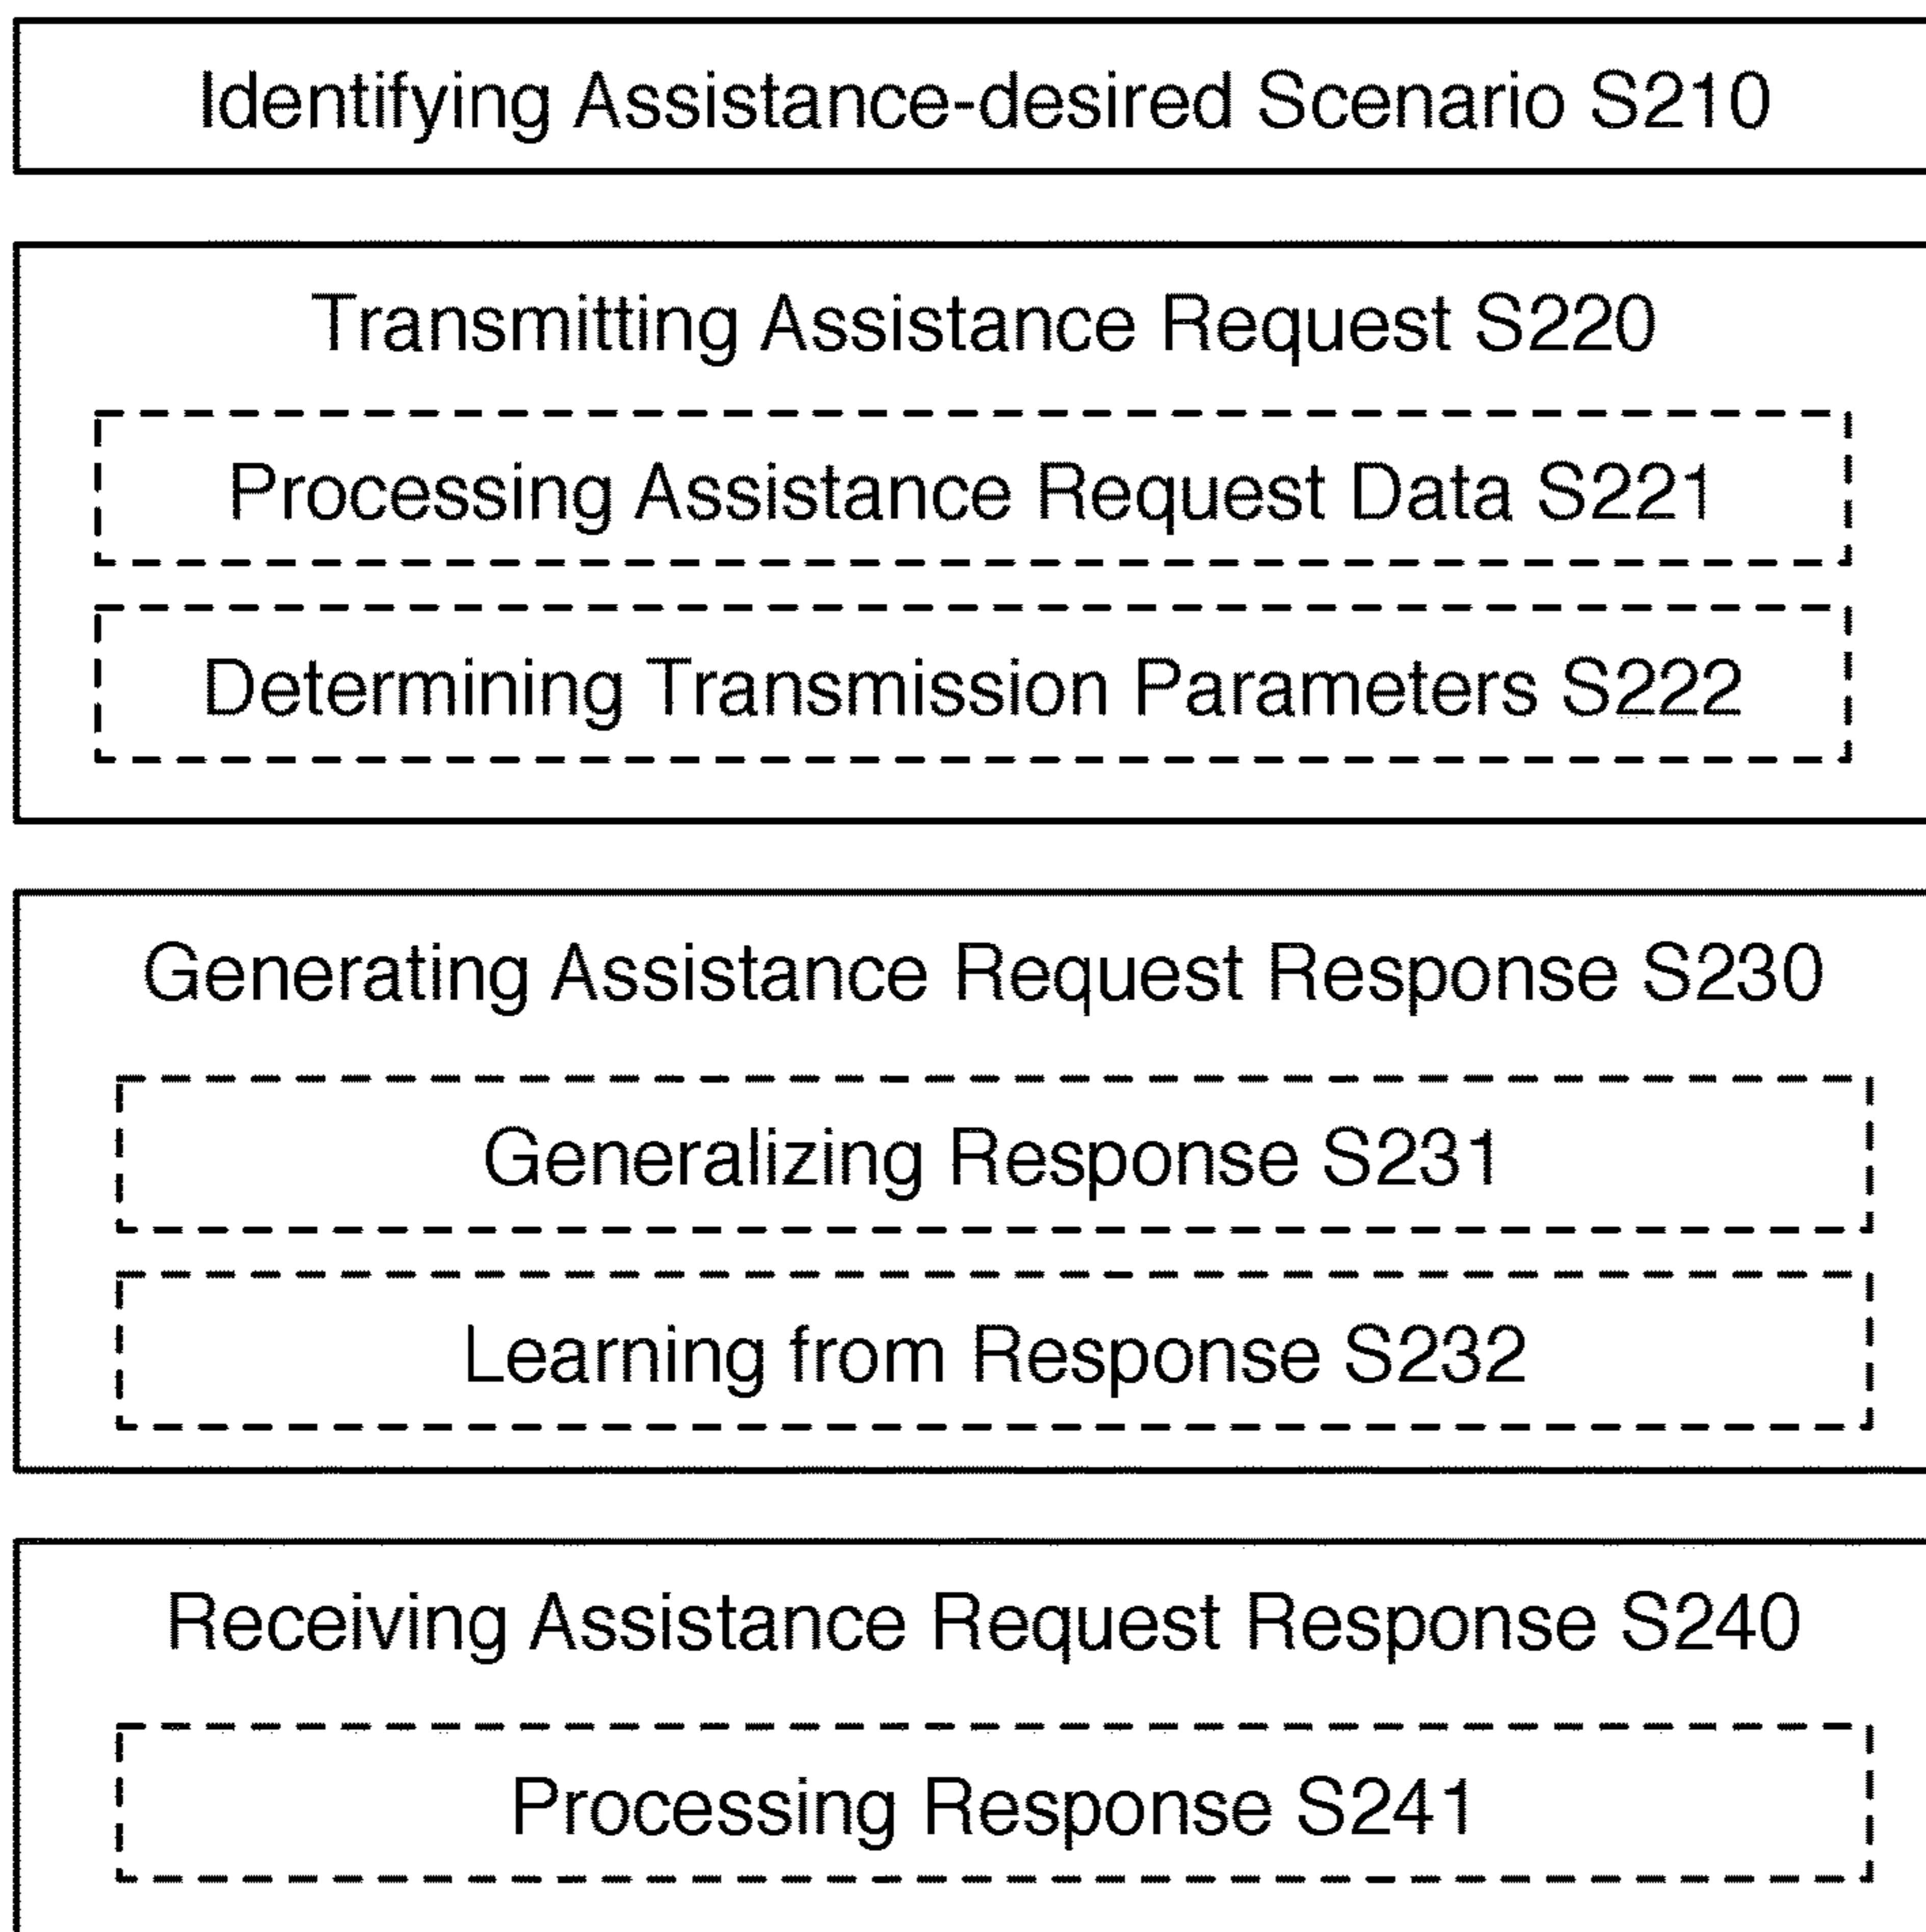 Identifying Assistance-desired Scenario S210
Transmitting Assistance Request S220
Processing Assistance Request Data S221
Determining Transmission Parameters S222
Generating Assistance Request Response S230
Generalizing Response S231
Learning from Response S232
Receiving Assistance Request Response S240
Processing Response S241